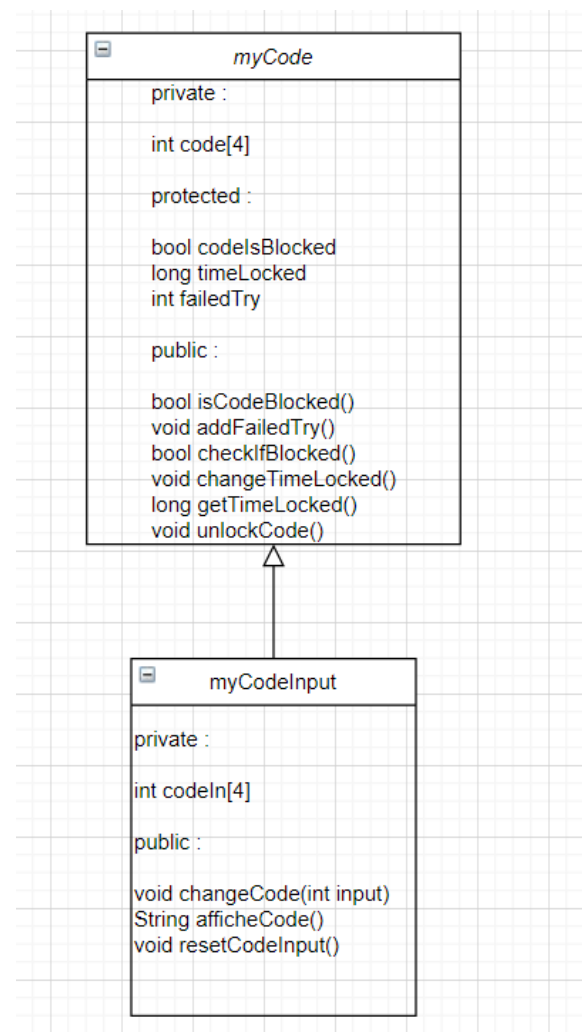 myCode
private :
int code[4]
protected :
bool codeIsBlocked
long timeLocked
int failedTry
public :
bool isCodeBlocked()
void addFailedTry()
bool checkIfBlocked()
void changeTimeLocked()
long getTimeLocked()
void unlockCode()
myCodeInput
private :
int codeIn[4]
public :
void changeCode(int input)
String afficheCode()
void resetCodeInput()